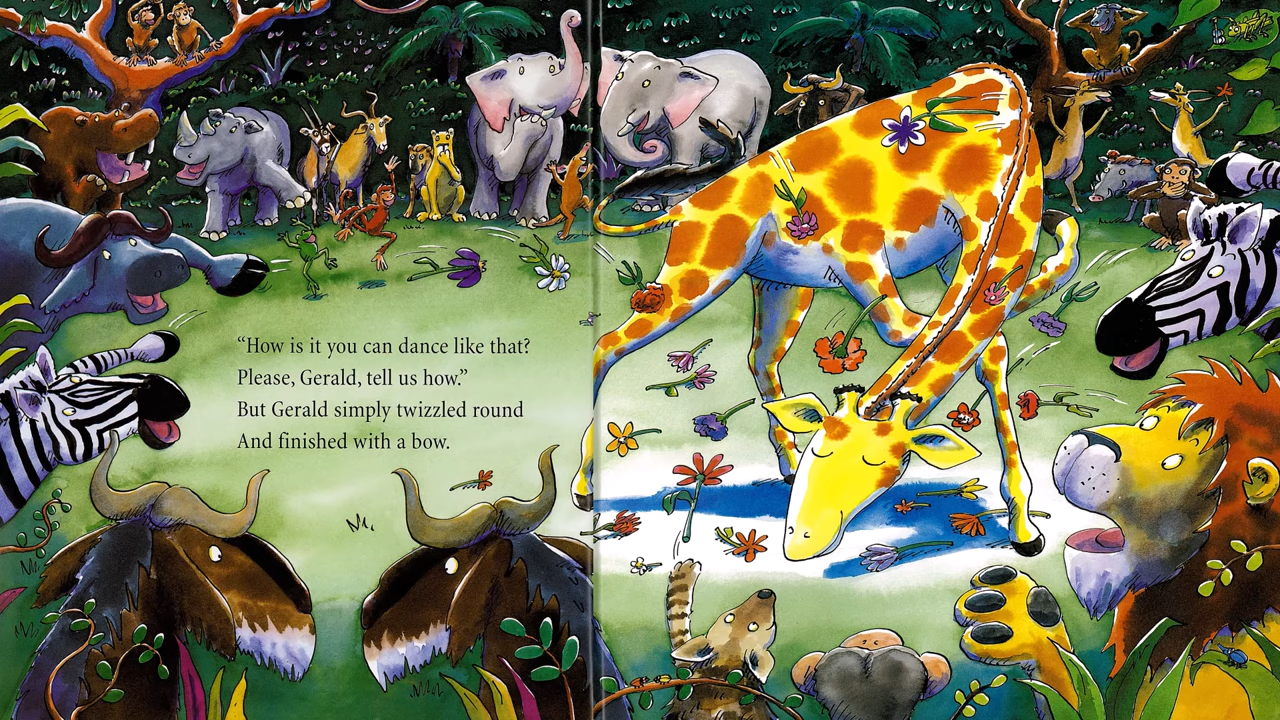 “How is it you can dance like that?
Please, Gerald, tell us how.”
But Gerald simply twizzled round
And finished with a bow.